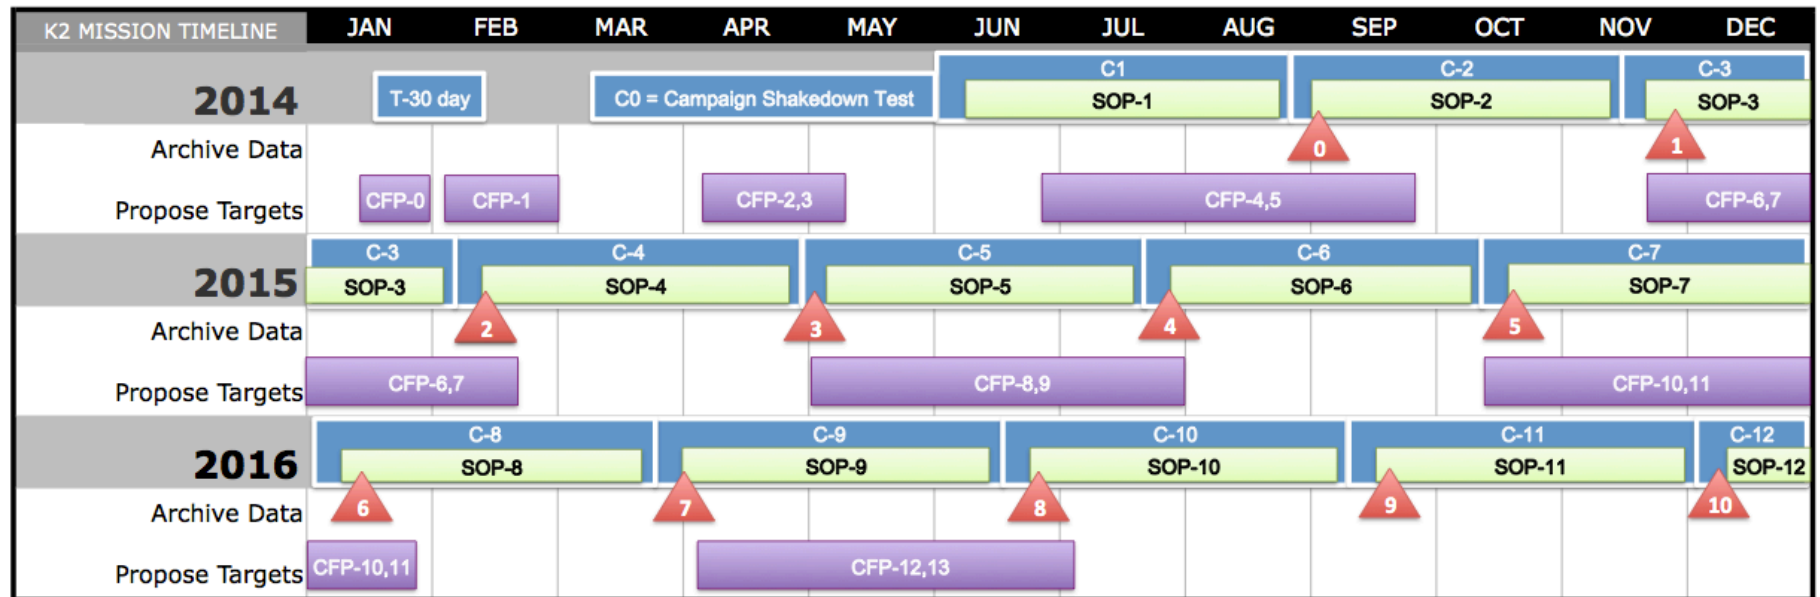 K2 MISSION TIMELINE JAN FEB MAR APR MAY JUN JUL AUG SEP OCT NOV DEC
C1 C-2 C-3
2014 T-30 day C0 = Campaign Shakedown Test SOP-1 SOP-2 SOP-3
Archive Data 0 1
Propose Targets CFP-0 CFP-1 CFP-2,3 CFP-4,5 CFP-6,7
C-3 C-4 C-5 C-6 C-7
2015 SOP-3 SOP-4 SOP-5 SOP-6 SOP-7
Archive Data 2 3 4 5
Propose Targets CFP-6,7 CFP-8,9 CFP-10,11
C-8 C-9 C-10 C-11 C-12
2016 SOP-8 SOP-9 SOP-10 SOP-11 SOP-12
Archive Data 6 7 8 9 10
Propose Targets CFP-10,11 CFP-12,13